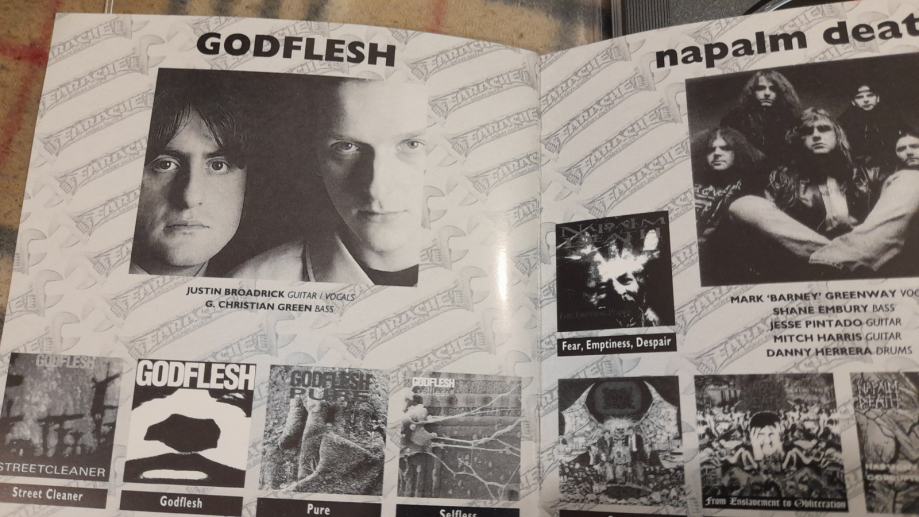 GODFLESH
JUSTIN BROADRICK GUITAR / VOCALS
G. CHRISTIAN GREEN BASS
GODFLESH
STREETCLEANER
Street Cleaner
GODFLESH
Godflesh
GODFLESH
PURE
Pure
GODFLESH
Selfless
napalm deat
MARK 'BARNEY' GREENWAY VOC
SHANE EMBURY BASS
JESSE PINTADO GUITAR
MITCH HARRIS GUITAR
DANNY HERRERA DRUMS
NAPALM
Fear, Emptiness, Despair
From Enslavement to Obliteration
NAPALM
DEATH
EARACHE